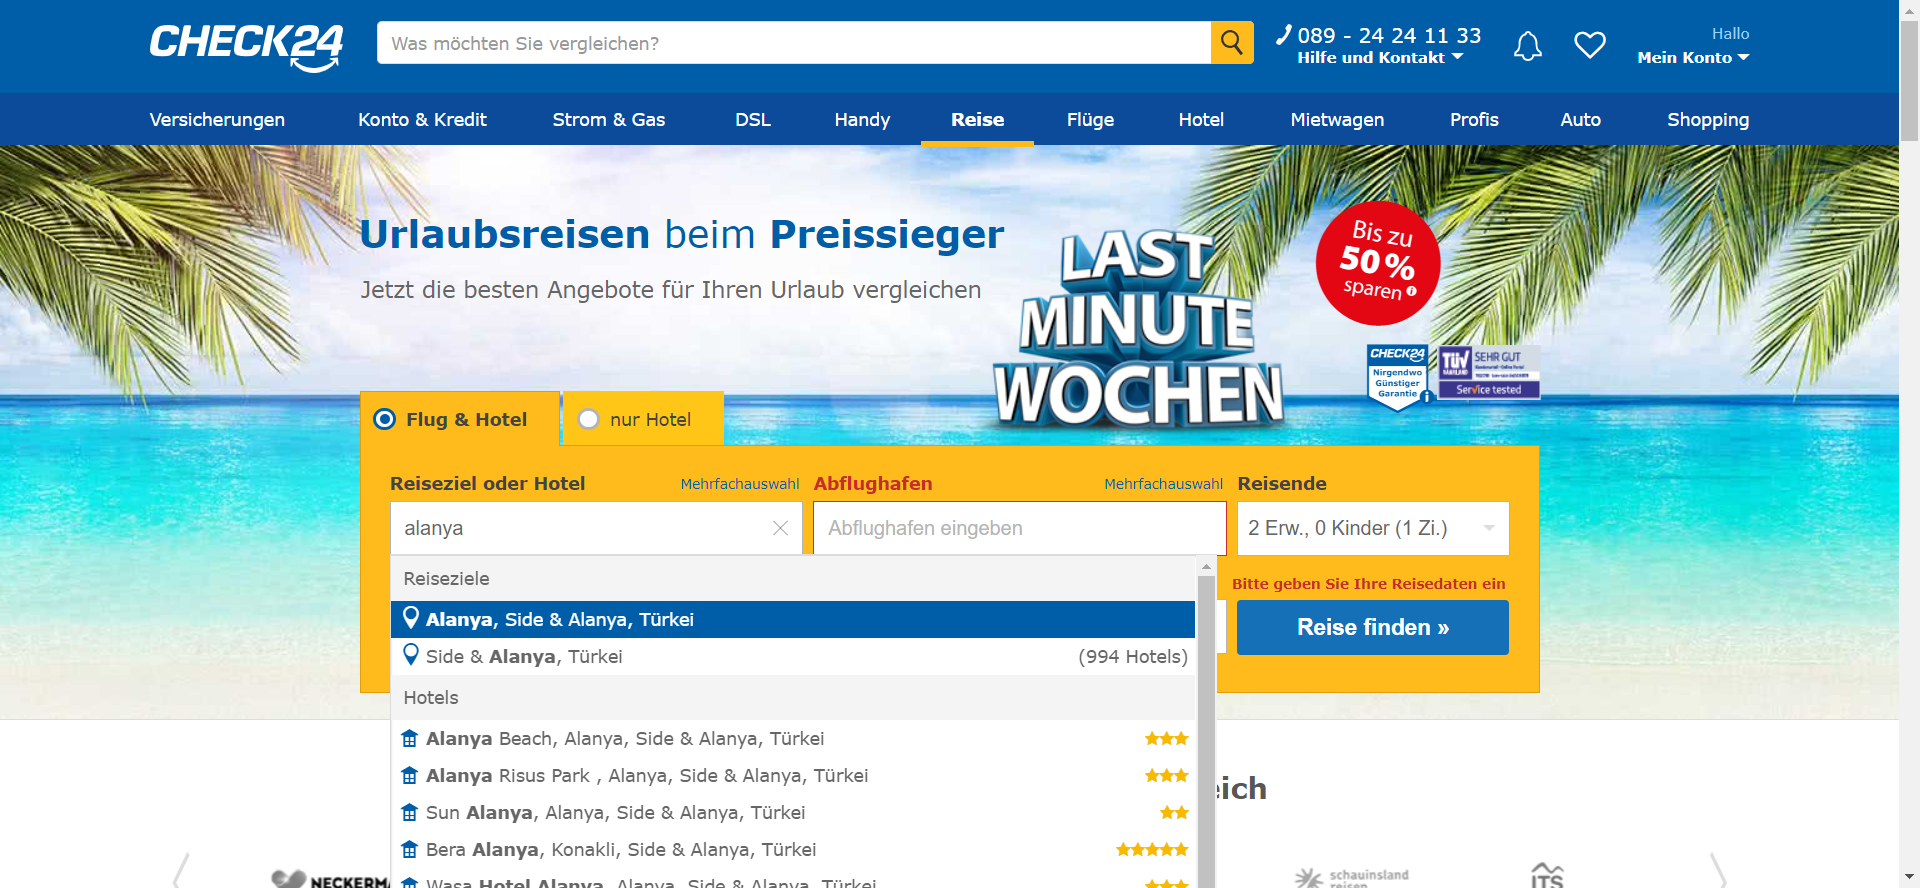 CHECK24
Was möchten Sie vergleichen?
089 - 24 24 11 33
Hilfe und Kontakt
Hallo
Mein Konto
Versicherungen
Konto & Kredit
Strom & Gas
DSL
Handy
Reise
Flüge
Hotel
Mietwagen
Profis
Auto
Shopping
Urlaubsreisen beim Preissieger
Jetzt die besten Angebote für Ihren Urlaub vergleichen
LAST
MINUTE
WOCHEN
Bis zu
50 %
sparen
CHECK24
Nirgendwo
Günstiger
Garantie
TÜV
SAARLAND
SEHR GUT
Service tested
Flug & Hotel
nur Hotel
Reiseziel oder Hotel
Mehrfachauswahl
Abflughafen
Mehrfachauswahl
Reisende
alanya
Abflughafen eingeben
2 Erw., 0 Kinder (1 Zi.)
Reiseziele
Bitte geben Sie Ihre Reisedaten ein
Alanya, Side & Alanya, Türkei
Reise finden »
Side & Alanya, Türkei
(994 Hotels)
Hotels
Alanya Beach, Alanya, Side & Alanya, Türkei
Alanya Risus Park , Alanya, Side & Alanya, Türkei
Sun Alanya, Alanya, Side & Alanya, Türkei
Bera Alanya, Konakli, Side & Alanya, Türkei
Wasa Hotel Alanya, Alanya, Side & Alanya, Türkei
eich
NECKERMA
schauinsland
reisen
ITS